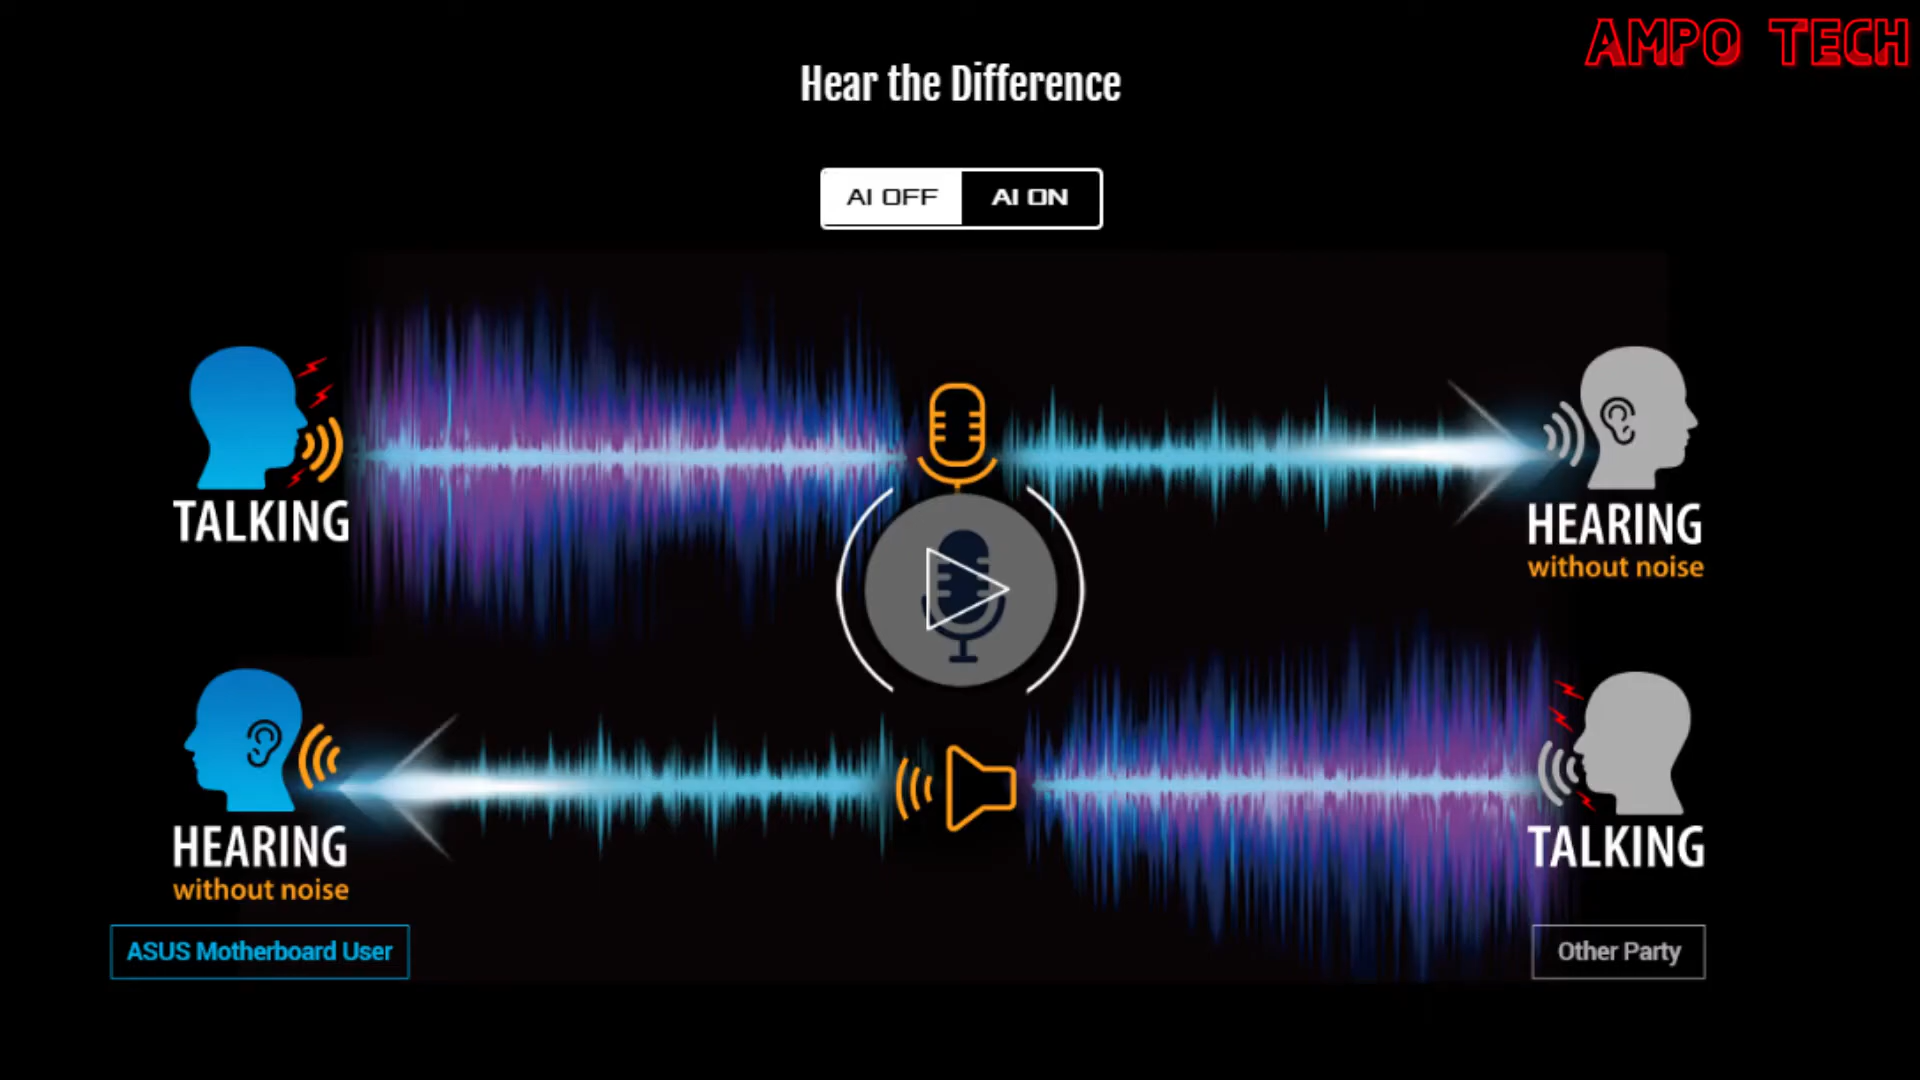 AMPO TECH
Hear the Difference
AI OFF AI ON
TALKING
HEARING
without noise
HEARING
without noise
TALKING
ASUS Motherboard User
Other Party